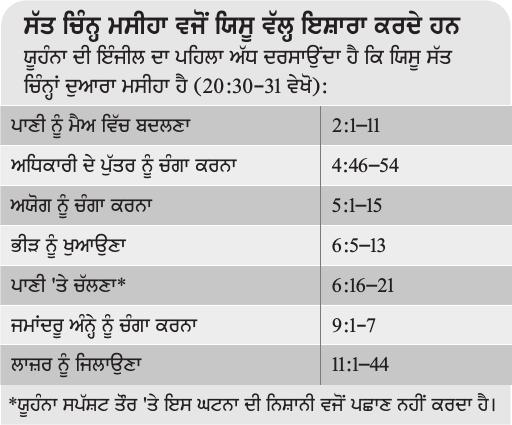 ਸੱਤ ਚਿੰਨ੍ਹ ਮਸੀਹਾ ਵਜੋਂ ਯਿਸੂ ਵੱਲ੍ਹ ਇਸ਼ਾਰਾ ਕਰਦੇ ਹਨ
ਯੂਹੰਨਾ ਦੀ ਇੰਜੀਲ ਦਾ ਪਹਿਲਾ ਅੱਧ ਦਰਸਾਉਂਦਾ ਹੈ ਕਿ ਯਿਸੂ ਸੱਤ
ਚਿੰਨ੍ਹਾਂ ਦੁਆਰਾ ਮਸੀਹਾ ਹੈ (20:30–31 ਵੇਖੋ):
ਪਾਣੀ ਨੂੰ ਮੈਅ ਵਿੱਚ ਬਦਲਣਾ 2:1–11
ਅਧਿਕਾਰੀ ਦੇ ਪੁੱਤਰ ਨੂੰ ਚੰਗਾ ਕਰਨਾ 4:46–54
ਅਯੋਗ ਨੂੰ ਚੰਗਾ ਕਰਨਾ 5:1–15
ਭੀੜ ਨੂੰ ਖੁਆਉਣਾ 6:5–13
ਪਾਣੀ 'ਤੇ ਚੱਲਣਾ* 6:16–21
ਜਮਾਂਦਰੂ ਅੰਨ੍ਹੇ ਨੂੰ ਚੰਗਾ ਕਰਨਾ 9:1–7
ਲਾਜ਼ਰ ਨੂੰ ਜਿਲਾਉਣਾ 11:1–44
*ਯੂਹੰਨਾ ਸਪੱਸ਼ਟ ਤੌਰ 'ਤੇ ਇਸ ਘਟਨਾ ਦੀ ਨਿਸ਼ਾਨੀ ਵਜੋਂ ਪਛਾਣ ਨਹੀਂ ਕਰਦਾ ਹੈ।